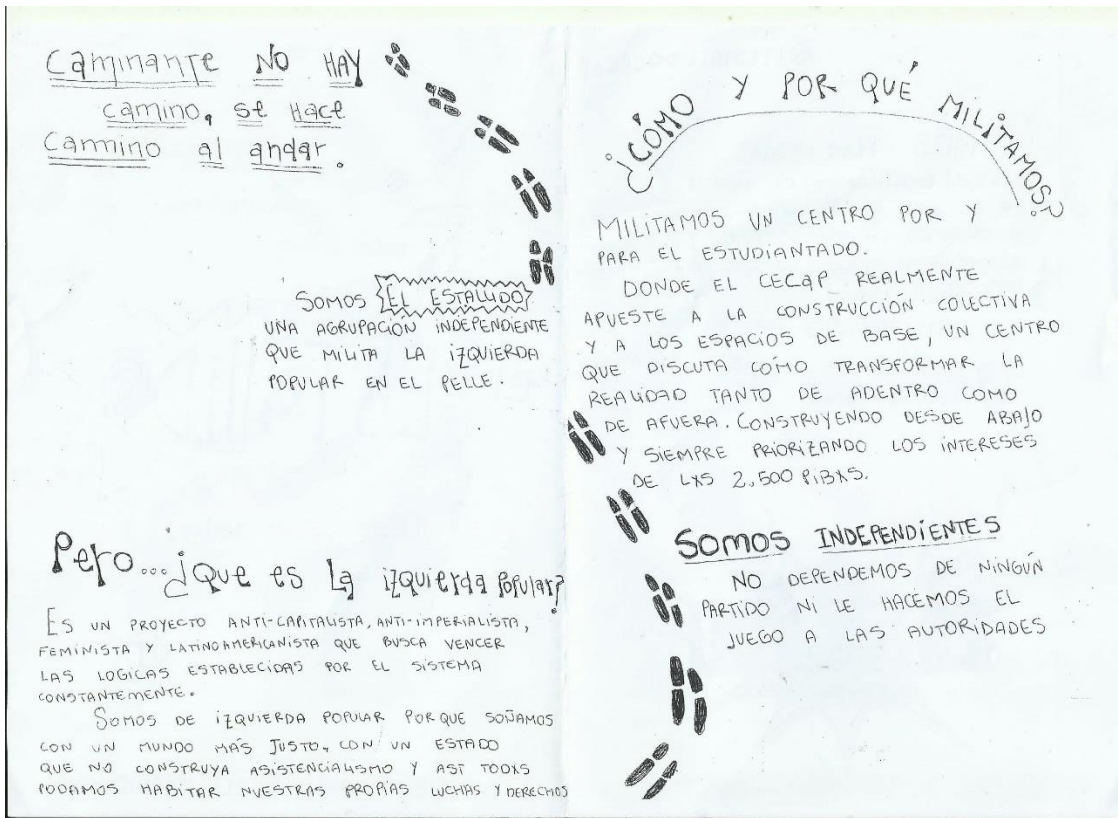 Caminante NO HAY
camino, se Hace
Cammino al andar.
SOMOS EL ESTALLIDO
UNA AGRUPACIÓN INDEPENDIENTE
QUE MILITA LA iZQUIERDA
POPULAR EN EL PELLE.
Pero...¿Que es La izquierda Popular?
ES UN PROYECTO ANTI-CAPITALISTA, ANTI-IMPERIALISTA,
FEMINISTA Y LATINOAMERICANISTA QUE BUSCA VENCER
LAS LOGICAS ESTABLECIDAS POR EL SISTEMA
CONSTANTEMENTE.
SOMOS DE iZQUIERDA POPULAR PORQUE SOÑAMOS
CON UN MUNDO MÁS JUSTO, CON UN ESTADO
QUE NO CONSTRUYA ASISTENCIALISMO Y ASÍ TODXS
PODAMOS HABITAR NUESTRAS PROPIAS LUCHAS Y DERECHOS
¿CÓMO Y POR QUÉ MILITAMOS?
MILITAMOS UN CENTRO POR Y
PARA EL ESTUDIANTADO.
DONDE EL CECaP REALMENTE
APUESTE A LA CONSTRUCCIÓN COLECTIVA
Y A LOS ESPACIOS DE BASE, UN CENTRO
QUE DISCUTA CÓMO TRANSFORMAR LA
REALIDAD TANTO DE ADENTRO COMO
DE AFUERA. CONSTRUYENDO DESDE ABAJO
Y SIEMPRE PRIORIZANDO LOS INTERESES
DE LXS 2,500 PIBXS.
SOMOS INDEPENDIENTES
NO DEPENDEMOS DE NINGÚN
PARTIDO NI LE HACEMOS EL
JUEGO A LAS AUTORIDADES